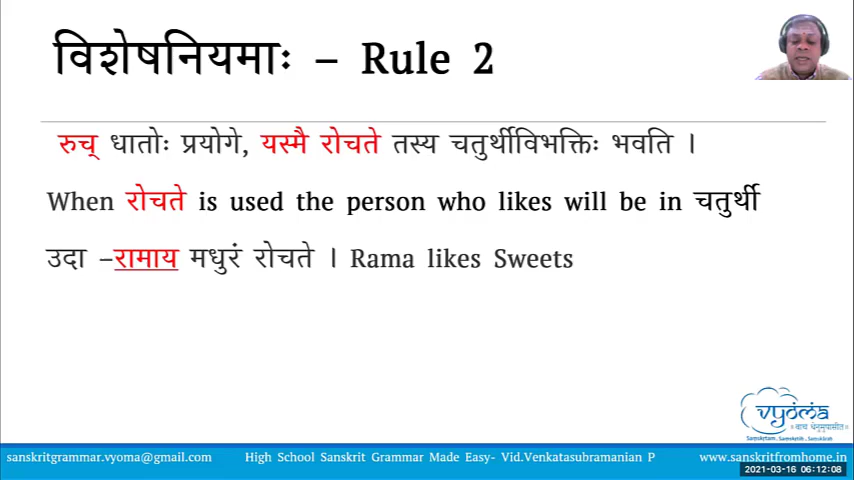 विशेषनियमाः – Rule 2
रुच् धातोः प्रयोगे, यस्मै रोचते तस्य चतुर्थीविभक्तिः भवति ।
When रोचते is used the person who likes will be in चतुर्थी
उदा –रामाय मधुरं रोचते । Rama likes Sweets
vyoma
। वाचं धेनुमुपासीत ।
Samskrtam, Samskriti, Samskkrti
sanskritgrammar.vyoma@gmail.com High School Sanskrit Grammar Made Easy- Vid.Venkatasubramanian P www.sanskritfromhome.in
2021-03-16 06:12:08